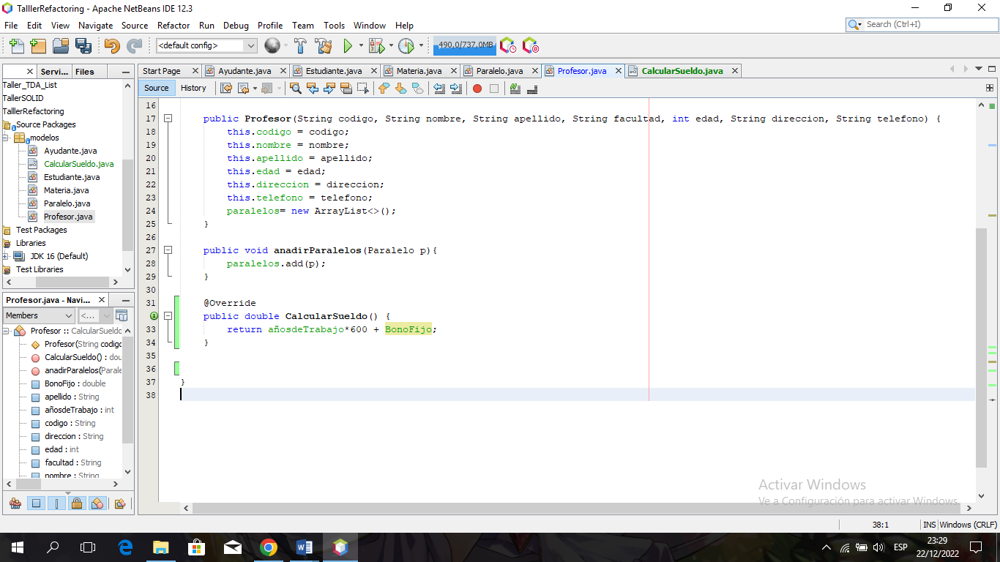 TalllerRefactoring - Apache NetBeans IDE 12.3
File Edit View Navigate Source Refactor Run Debug Profile Team Tools Window Help
Search (Ctrl+I)
<default config>
490,0/737,0MB
Servi... Files
Start Page Ayudante.java Estudiante.java Materia.java Paralelo.java Profesor.java CalcularSueldo.java
Source History
Taller_TDA_List
TallerSOLID
TalllerRefactoring
Source Packages
modelos
Ayudante.java
CalcularSueldo.java
Estudiante.java
Materia.java
Paralelo.java
Profesor.java
Test Packages
Libraries
JDK 16 (Default)
Test Libraries
Profesor.java - Navi...
Members
<...
Profesor :: CalcularSueldo
Profesor(String codigo
CalcularSueldo() : dou
anadirParalelos(Parale
BonoFijo : double
apellido : String
añosdeTrabajo : int
codigo : String
direccion : String
edad : int
facultad : String
nombre : String
16
17 public Profesor(String codigo, String nombre, String apellido, String facultad, int edad, String direccion, String telefono) {
18 this.codigo = codigo;
19 this.nombre = nombre;
20 this.apellido = apellido;
21 this.edad = edad;
22 this.direccion = direccion;
23 this.telefono = telefono;
24 paralelos= new ArrayList<>();
25 }
26
27 public void anadirParalelos(Paralelo p){
28 paralelos.add(p);
29 }
30
31 @Override
public double CalcularSueldo() {
33 return añosdeTrabajo*600 + BonoFijo;
34 }
35
36
37 }
38
Activar Windows
Ve a Configuración para activar Windows.
38:1 INS Windows (CRLF)
ESP
23:29
22/12/2022